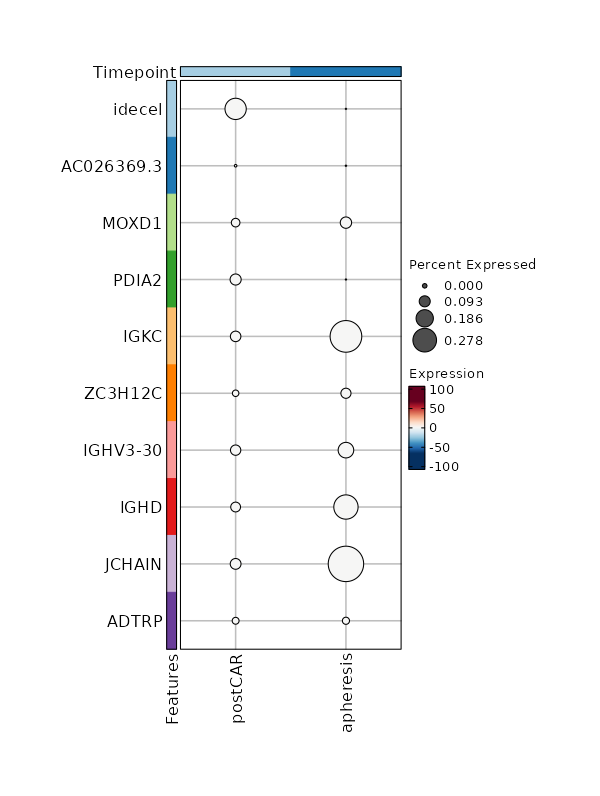 Timepoint
idecel
AC026369.3
MOXD1
PDIA2
IGKC
ZC3H12C
IGHV3-30
IGHD
JCHAIN
ADTRP
Features
postCAR
apheresis
Percent Expressed
0.000
0.093
0.186
0.278
Expression
100
50
0
-50
-100